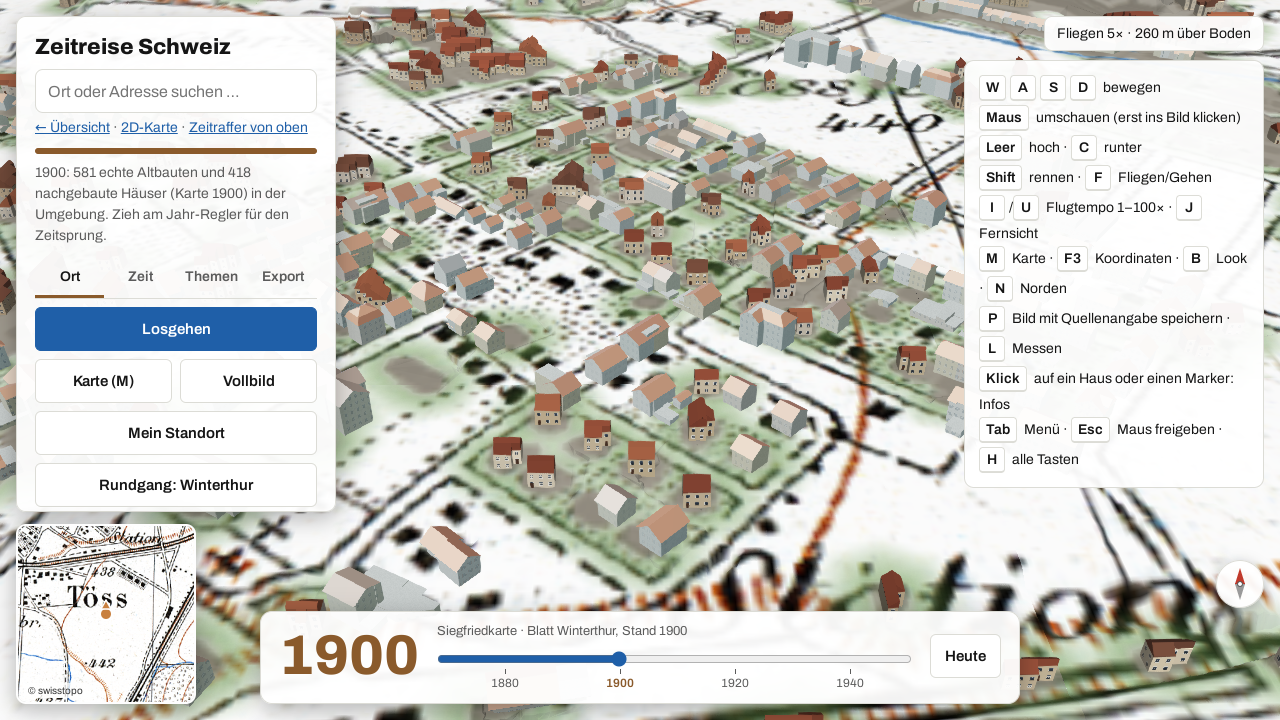 Zeitreise Schweiz
Ort oder Adresse suchen ...
← Übersicht · 2D-Karte · Zeitraffer von oben
1900: 581 echte Altbauten und 418
nachgebaute Häuser (Karte 1900) in der
Umgebung. Zieh am Jahr-Regler für den
Zeitsprung.
Ort Zeit Themen Export
Losgehen
Karte (M) Vollbild
Mein Standort
Rundgang: Winterthur
Fliegen 5× · 260 m über Boden
W A S D bewegen
Maus umschauen (erst ins Bild klicken)
Leer hoch · C runter
Shift rennen · F Fliegen/Gehen
I / U Flugtempo 1–100× · J
Fernsicht
M Karte · F3 Koordinaten · B Look
· N Norden
P Bild mit Quellenangabe speichern ·
L Messen
Klick auf ein Haus oder einen Marker:
Infos
Tab Menü · Esc Maus freigeben ·
H alle Tasten
440
Station
438
Töss
br.
442
© swisstopo
1900
Siegfriedkarte · Blatt Winterthur, Stand 1900
1880 1900 1920 1940
Heute